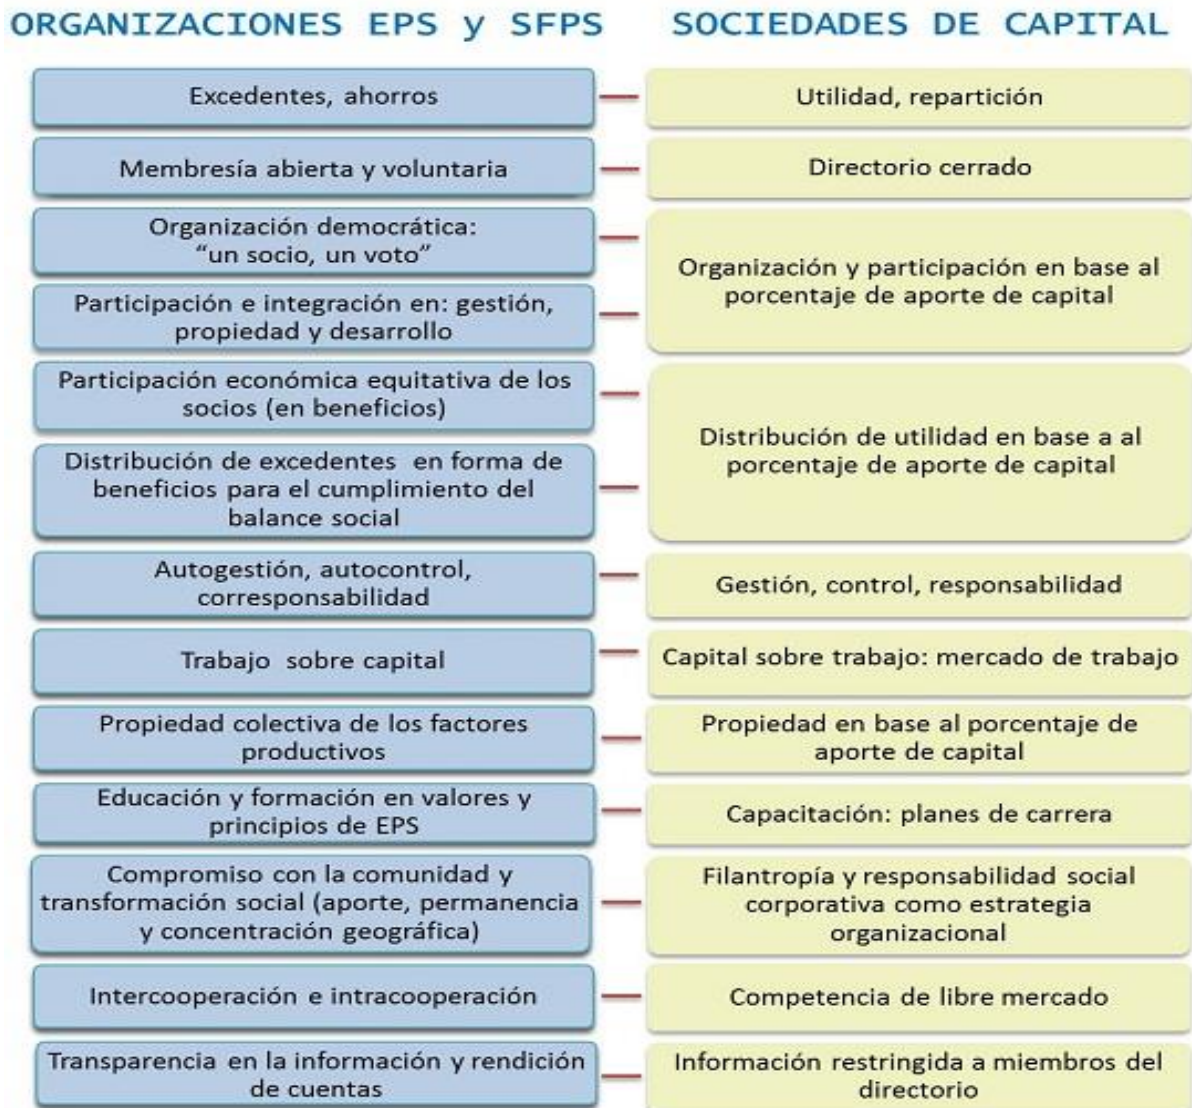 ORGANIZACIONES EPS y SFPS
SOCIEDADES DE CAPITAL
Excedentes, ahorros
Utilidad, repartición
Membresía abierta y voluntaria
Directorio cerrado
Organización democrática:
“un socio, un voto”
Participación e integración en: gestión,
propiedad y desarrollo
Organización y participación en base al
porcentaje de aporte de capital
Participación económica equitativa de los
socios (en beneficios)
Distribución de excedentes en forma de
beneficios para el cumplimiento del
balance social
Distribución de utilidad en base a al
porcentaje de aporte de capital
Autogestión, autocontrol,
corresponsabilidad
Gestión, control, responsabilidad
Trabajo sobre capital
Capital sobre trabajo: mercado de trabajo
Propiedad colectiva de los factores
productivos
Propiedad en base al porcentaje de
aporte de capital
Educación y formación en valores y
principios de EPS
Capacitación: planes de carrera
Compromiso con la comunidad y
transformación social (aporte, permanencia
y concentración geográfica)
Filantropía y responsabilidad social
corporativa como estrategia
organizacional
Intercooperación e intracooperación
Competencia de libre mercado
Transparencia en la información y rendición
de cuentas
Información restringida a miembros del
directorio